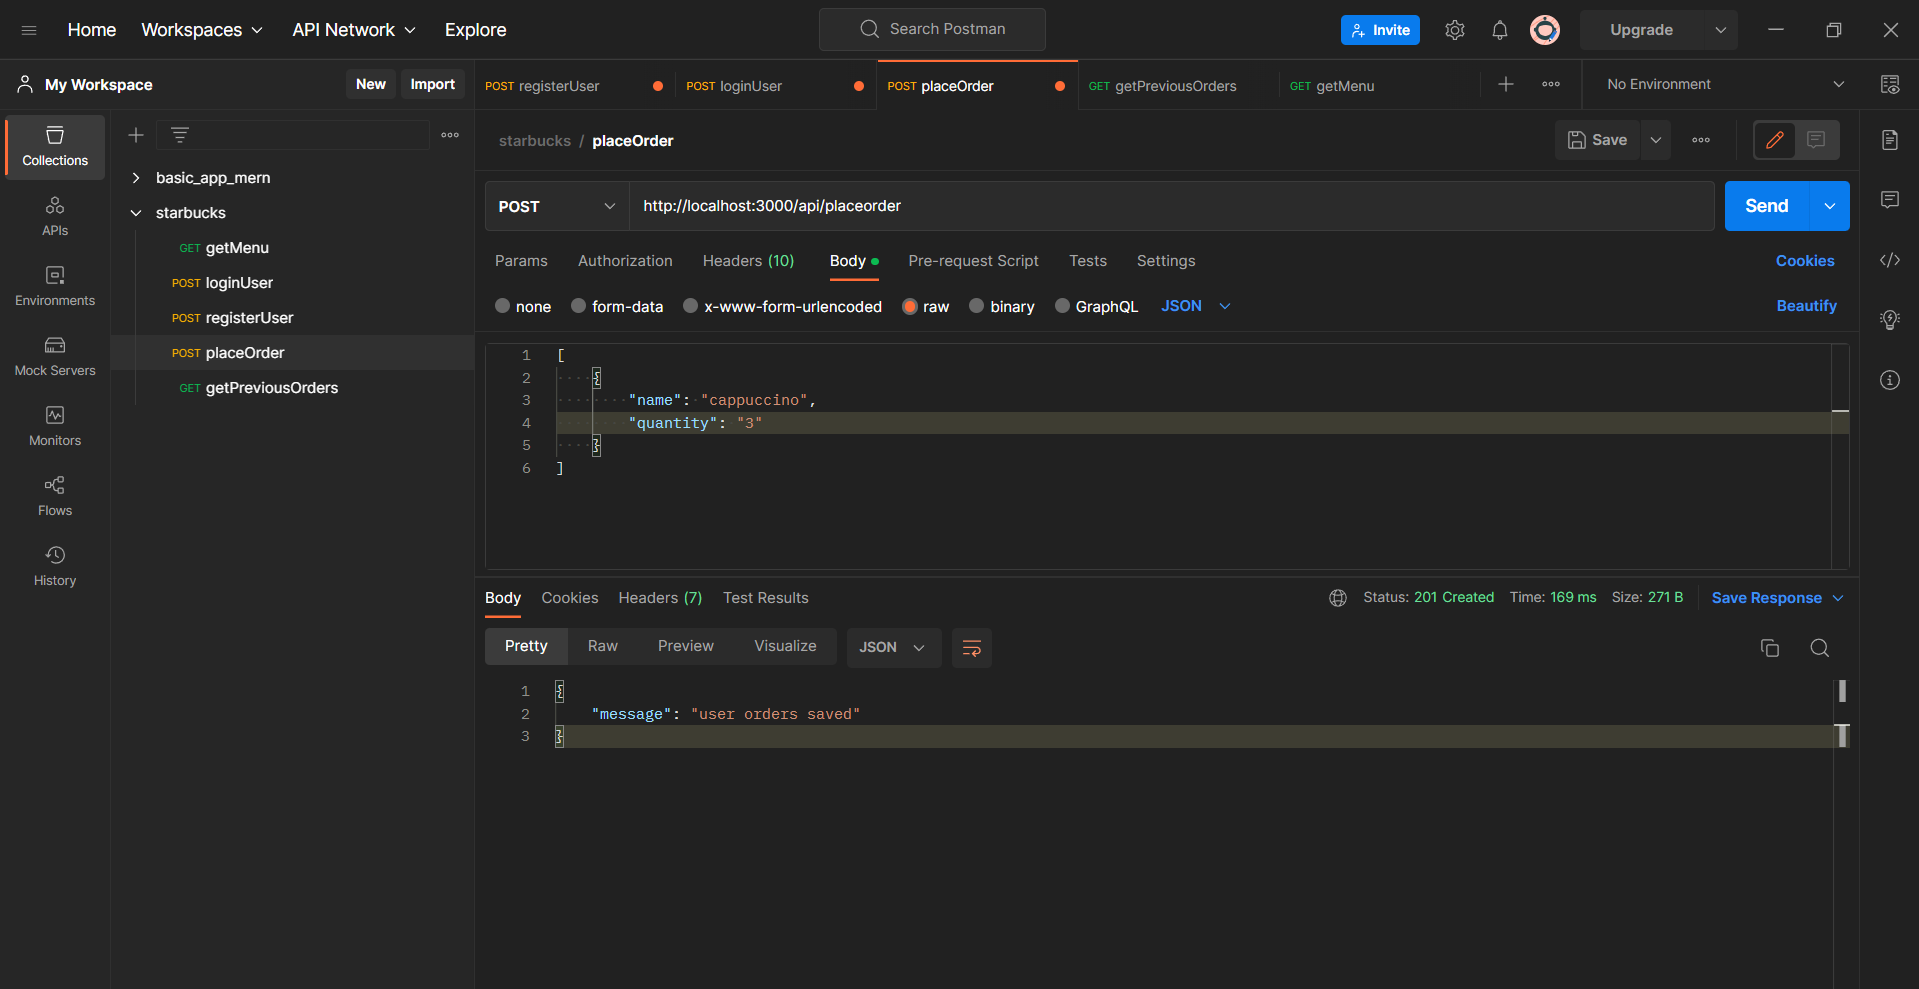 Home Workspaces API Network Explore Search Postman Invite Upgrade
My Workspace New Import POST registerUser POST loginUser POST placeOrder GET getPreviousOrders GET getMenu No Environment
Collections
APIs
Environments
Mock Servers
Monitors
Flows
History
basic_app_mern
starbucks
GET getMenu
POST loginUser
POST registerUser
POST placeOrder
GET getPreviousOrders
starbucks / placeOrder Save
POST http://localhost:3000/api/placeorder Send
Params Authorization Headers (10) Body Pre-request Script Tests Settings Cookies
none form-data x-www-form-urlencoded raw binary GraphQL JSON Beautify
1 [
2 {
3 "name": "cappuccino",
4 "quantity": "3"
5 }
6 ]
Body Cookies Headers (7) Test Results Status: 201 Created Time: 169 ms Size: 271 B Save Response
Pretty Raw Preview Visualize JSON
1 {
2 "message": "user orders saved"
3 }